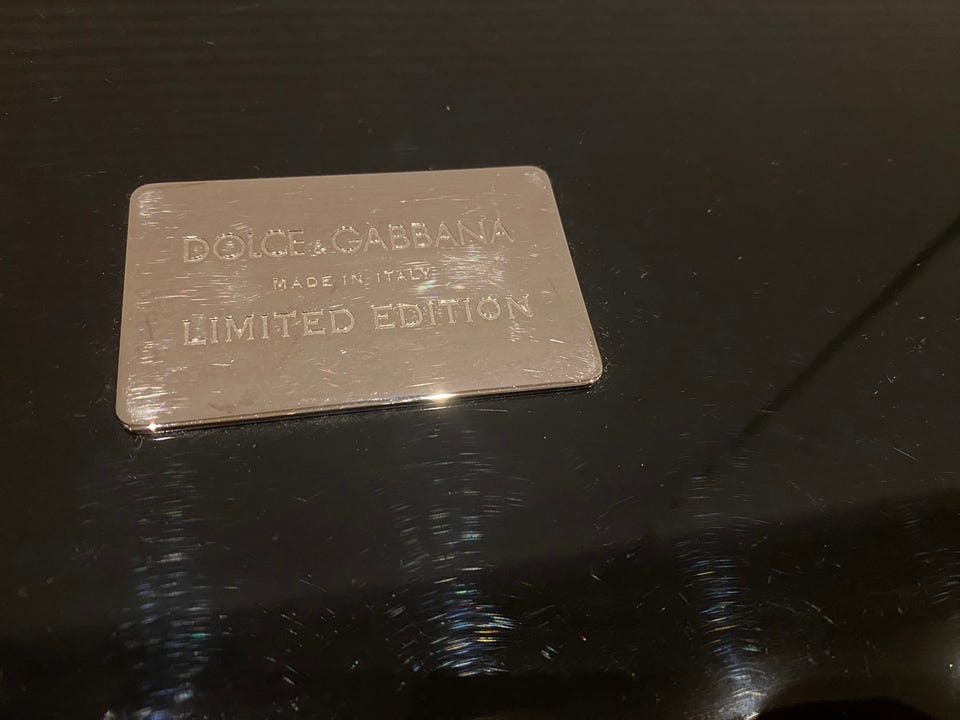 DOLCE & GABBANA
MADE IN ITALY
LIMITED EDITION